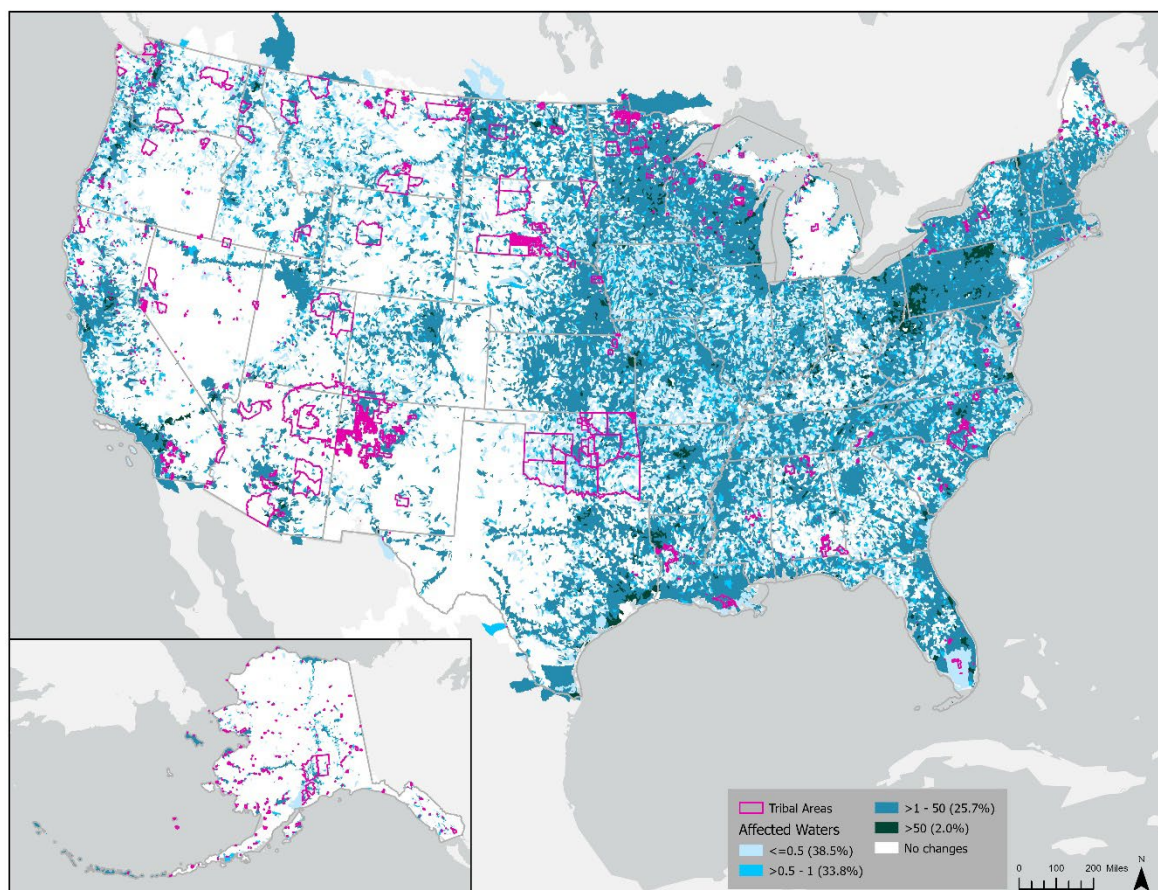 Tribal Areas
Affected Waters
<=0.5 (38.5%)
>0.5 - 1 (33.8%)
>1 - 50 (25.7%)
>50 (2.0%)
No changes
0 50 100 200 Miles
N